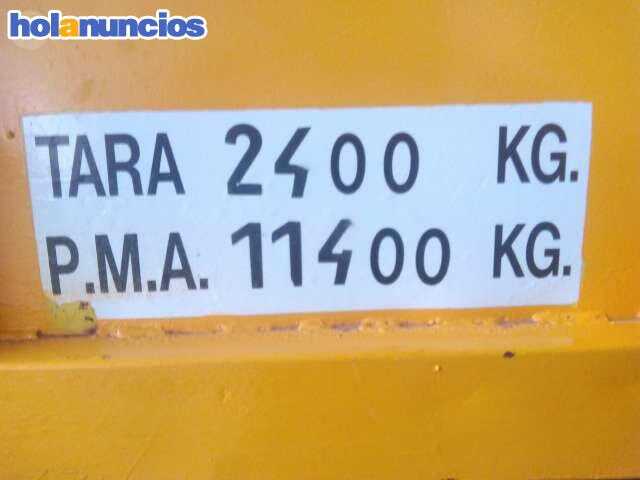 holanuncios
TARA 2400 KG.
P.M.A. 11400 KG.